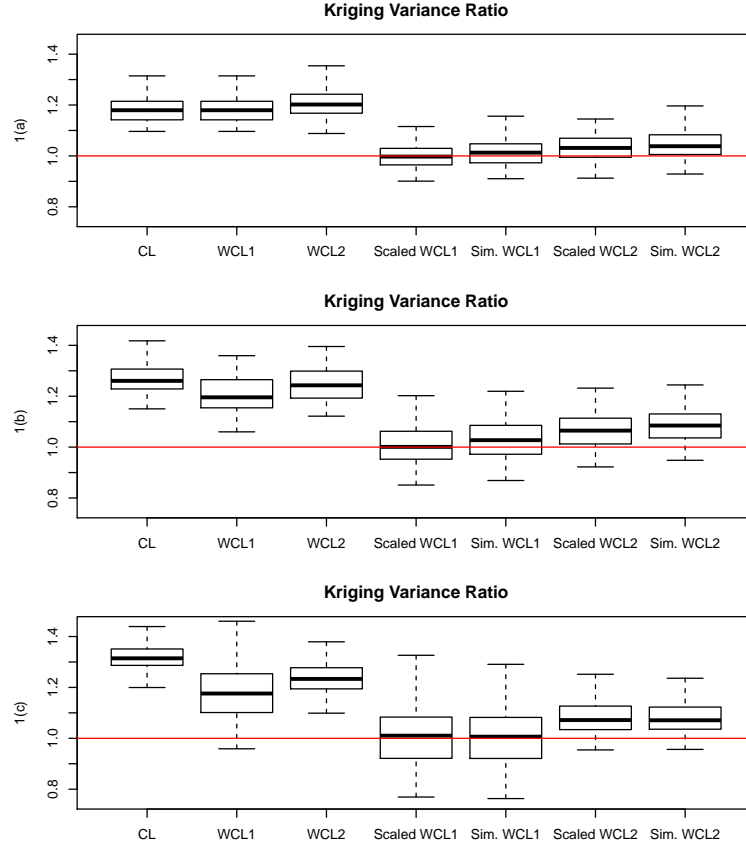 Kriging Variance Ratio
1(a)
1.4
1.2
1.0
0.8
CL WCL1 WCL2 Scaled WCL1 Sim. WCL1 Scaled WCL2 Sim. WCL2
Kriging Variance Ratio
1(b)
1.4
1.2
1.0
0.8
CL WCL1 WCL2 Scaled WCL1 Sim. WCL1 Scaled WCL2 Sim. WCL2
Kriging Variance Ratio
1(c)
1.4
1.2
1.0
0.8
CL WCL1 WCL2 Scaled WCL1 Sim. WCL1 Scaled WCL2 Sim. WCL2